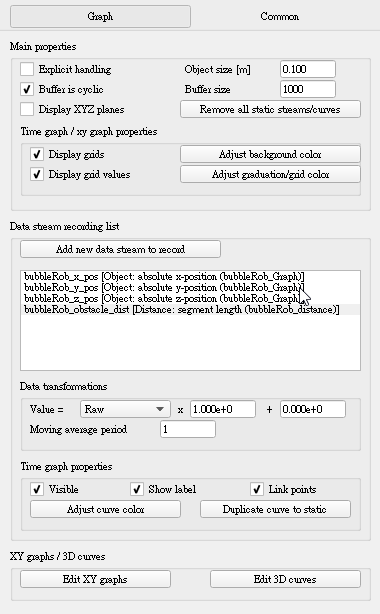 Graph Common
Main properties
Explicit handling Object size [m] 0.100
Buffer is cyclic Buffer size 1000
Display XYZ planes Remove all static streams/curves
Time graph / xy graph properties
Display grids Adjust background color
Display grid values Adjust graduation/grid color
Data stream recording list
Add new data stream to record
bubbleRob_x_pos [Object: absolute x-position (bubbleRob_Graph)]
bubbleRob_y_pos [Object: absolute y-position (bubbleRob_Graph)]
bubbleRob_z_pos [Object: absolute z-position (bubbleRob_Graph)]
bubbleRob_obstacle_dist [Distance: segment length (bubbleRob_distance)]
Data transformations
Value = Raw x 1.000e+0 + 0.000e+0
Moving average period 1
Time graph properties
Visible Show label Link points
Adjust curve color Duplicate curve to static
XY graphs / 3D curves
Edit XY graphs Edit 3D curves